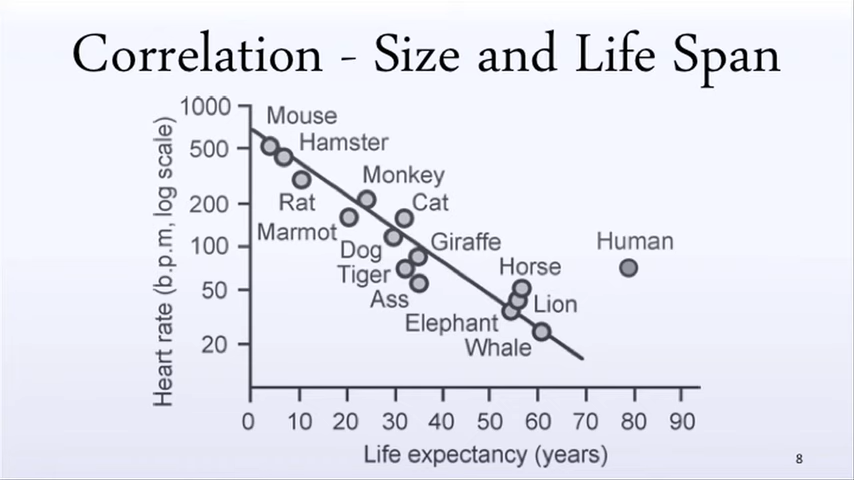 Correlation - Size and Life Span
1000
500
200
100
50
20
Heart rate (b.p.m, log scale)
Mouse
Hamster
Monkey
Rat
Cat
Marmot
Dog
Giraffe
Human
Tiger
Horse
Ass
Lion
Elephant
Whale
0 10 20 30 40 50 60 70 80 90
Life expectancy (years)
8